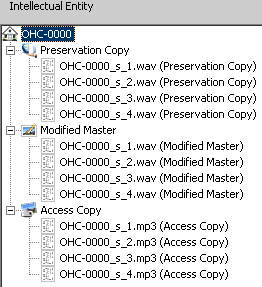 Intellectual Entity
OHC-0000
Preservation Copy
OHC-0000_s_1.wav (Preservation Copy)
OHC-0000_s_2.wav (Preservation Copy)
OHC-0000_s_3.wav (Preservation Copy)
OHC-0000_s_4.wav (Preservation Copy)
Modified Master
OHC-0000_s_1.wav (Modified Master)
OHC-0000_s_2.wav (Modified Master)
OHC-0000_s_3.wav (Modified Master)
OHC-0000_s_4.wav (Modified Master)
Access Copy
OHC-0000_s_1.mp3 (Access Copy)
OHC-0000_s_2.mp3 (Access Copy)
OHC-0000_s_3.mp3 (Access Copy)
OHC-0000_s_4.mp3 (Access Copy)